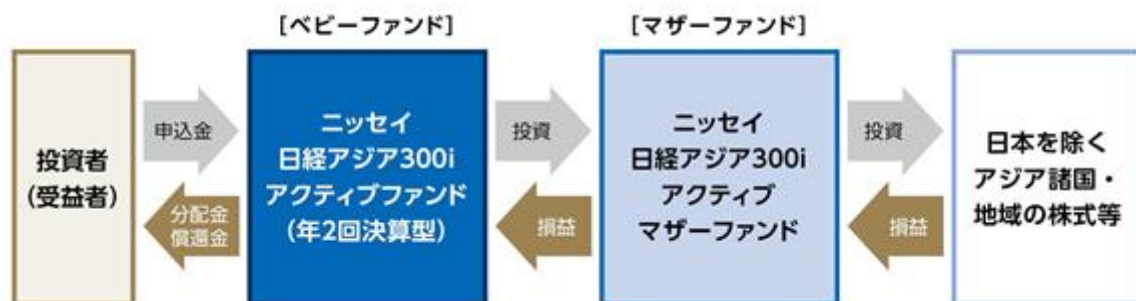 [ベビーファンド]
[マザーファンド]
投資者
(受益者)
申込金
分配金
償還金
ニッセイ
日経アジア300i
アクティブファンド
(年2回決算型)
投資
損益
ニッセイ
日経アジア300i
アクティブ
マザーファンド
投資
損益
日本を除く
アジア諸国・
地域の株式等